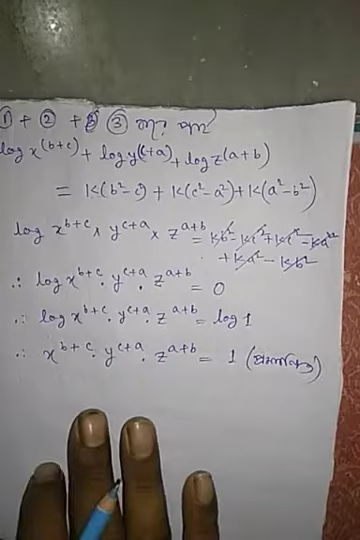 ① + ② + ③ নং
log x^(b+c) + log y^(c+a) + log z^(a+b)
= k(b²-c²) + k(c²-a²) + k(a²-b²)
log x^b+c × y^c+a × z^a+b = kb² - kc² + kc² - ka²
+ ka² - kb²
∴ log x^b+c . y^c+a . z^a+b = 0
∴ log x^b+c . y^c+a . z^a+b = log 1
∴ x^b+c . y^c+a . z^a+b = 1 (প্রমাণিত)